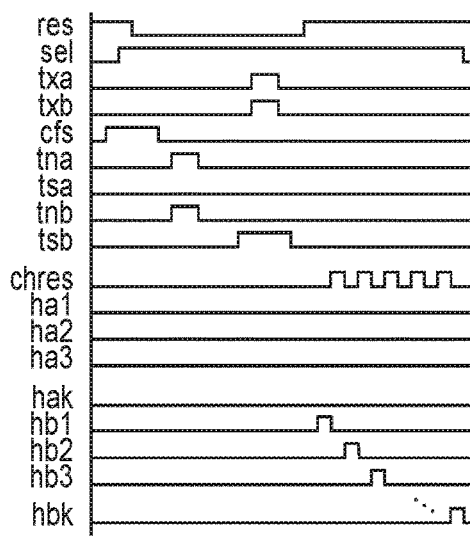 res
sel
txa
txb
cfs
tna
tsa
tnb
tsb
chres
ha1
ha2
ha3
hak
hb1
hb2
hb3
hbk